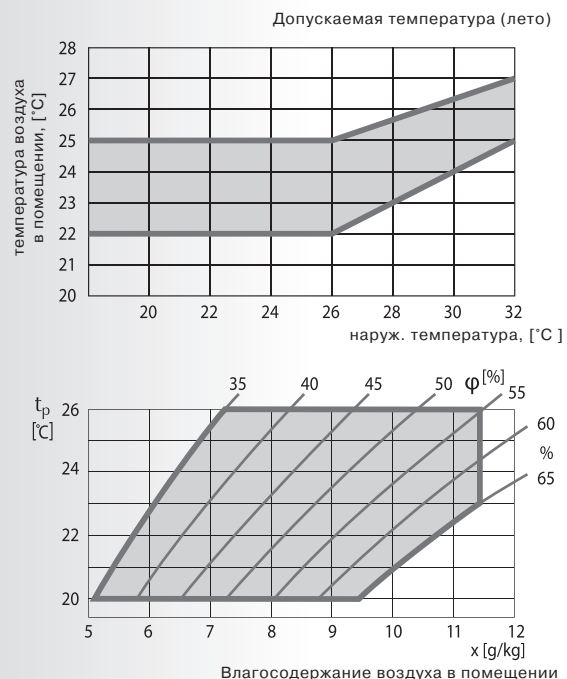 Допускаемая температура (лето)
температура воздуха
в помещении, [˚C]
28
27
26
25
24
23
22
21
20
20 22 24 26 28 30 32
наруж. температура, [˚C ]
35 40 45 50 φ [%] 55
60
%
65
tp
[˚C]
26
24
22
20
5 6 7 8 9 10 11 12
x [g/kg]
Влагосодержание воздуха в помещении